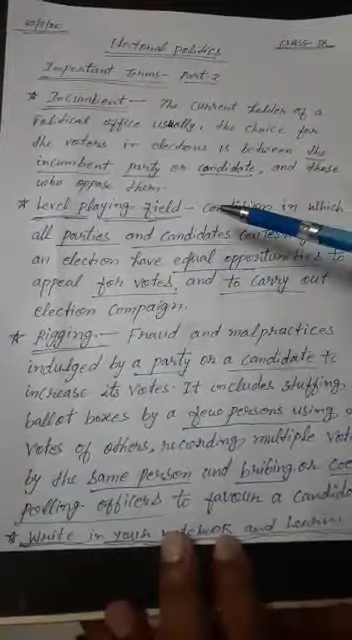 Electoral Politics
CLASS-IX
Important Terms- Part-2
* Incumbent- The current holder of a
Political office usually, the choice for
the voters in elections is between the
incumbent party or candidate, and those
who oppose them.
* Level playing field - condition in which
all parties and candidates
an election have equal opportunities to
appeal for votes, and to carry out
election campaign.
* Rigging- Fraud and malpractices
indulged by a party or a candidate to
increase its votes. It includes stuffing
ballot boxes by a few persons using
votes of others, recording multiple
by the same person and bribing or
polling officers to favour a
* Write in your notebook and learn.